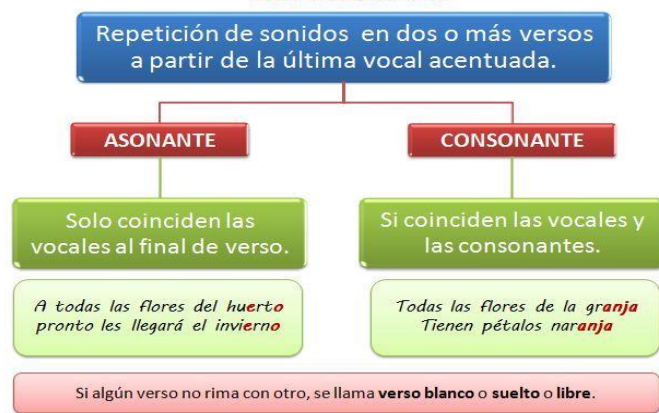 Repetición de sonidos en dos o más versos
a partir de la última vocal acentuada.
ASONANTE
CONSONANTE
Solo coinciden las
vocales al final de verso.
Si coinciden las vocales y
las consonantes.
A todas las flores del huerto
pronto les llegará el invierno
Todas las flores de la granja
Tienen pétalos naranja
Si algún verso no rima con otro, se llama verso blanco o suelto o libre.